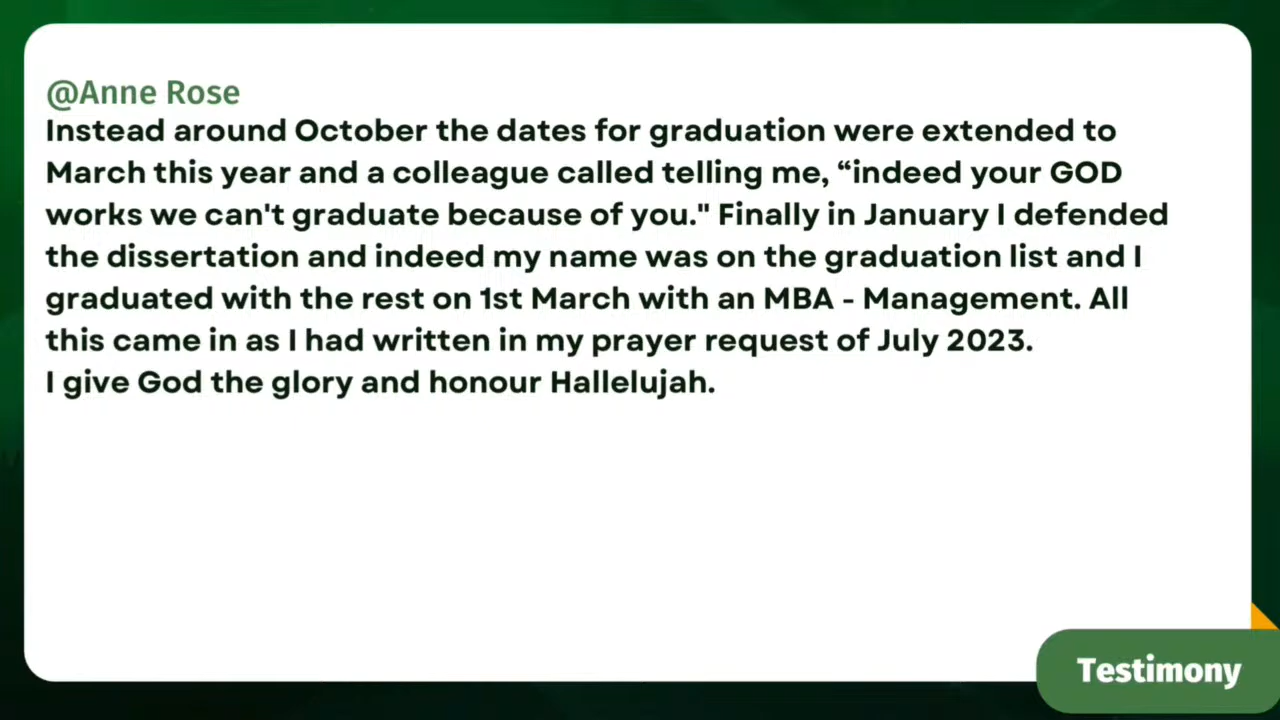 @Anne Rose
Instead around October the dates for graduation were extended to
March this year and a colleague called telling me, “indeed your GOD
works we can't graduate because of you." Finally in January I defended
the dissertation and indeed my name was on the graduation list and I
graduated with the rest on 1st March with an MBA - Management. All
this came in as I had written in my prayer request of July 2023.
I give God the glory and honour Hallelujah.
Testimony